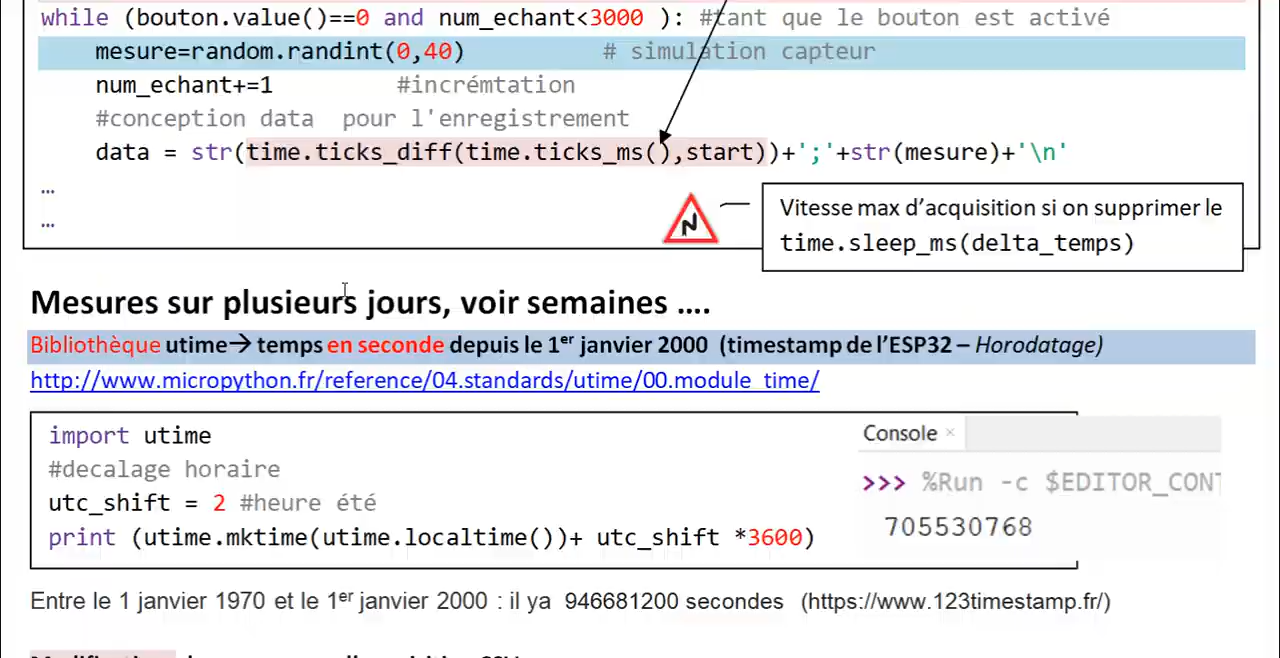 while (bouton.value()==0 and num_echant<3000 ): #tant que le bouton est activé
mesure=random.randint(0,40) # simulation capteur
num_echant+=1 #incrémtation
#conception data pour l'enregistrement
data = str(time.ticks_diff(time.ticks_ms(),start))+';'+str(mesure)+'\n'
…
…
Vitesse max d’acquisition si on supprimer le
time.sleep_ms(delta_temps)
Mesures sur plusieurs jours, voir semaines ….
Bibliothèque utime→ temps en seconde depuis le 1er janvier 2000 (timestamp de l’ESP32 – Horodatage)
http://www.micropython.fr/reference/04.standards/utime/00.module_time/
import utime
#decalage horaire
utc_shift = 2 #heure été
print (utime.mktime(utime.localtime())+ utc_shift *3600)
Console ×
>>> %Run -c $EDITOR_CONT
705530768
Entre le 1 janvier 1970 et le 1er janvier 2000 : il ya 946681200 secondes (https://www.123timestamp.fr/)